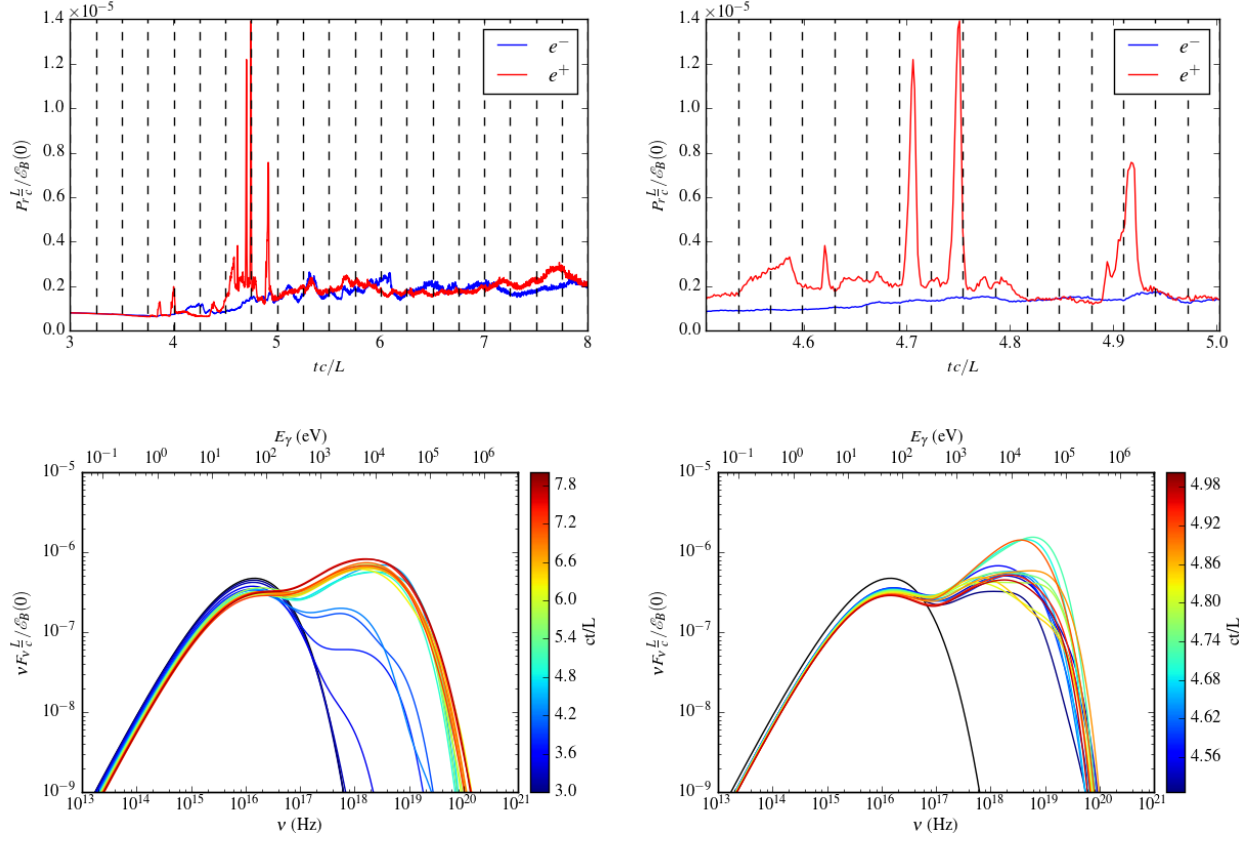 1.4 ×10⁻⁵
1.2
1.0
0.8
0.6
0.4
0.2
0.0
P_r L/c /ℰ_B(0)
e⁻
e⁺
3 4 5 6 7 8
tc/L
1.4 ×10⁻⁵
1.2
1.0
0.8
0.6
0.4
0.2
0.0
P_r L/c /ℰ_B(0)
e⁻
e⁺
4.6 4.7 4.8 4.9 5.0
tc/L
E_γ (eV)
10⁻¹ 10⁰ 10¹ 10² 10³ 10⁴ 10⁵ 10⁶
10⁻⁵
10⁻⁶
10⁻⁷
10⁻⁸
10⁻⁹
νF_ν L/c /ℰ_B(0)
10¹³ 10¹⁴ 10¹⁵ 10¹⁶ 10¹⁷ 10¹⁸ 10¹⁹ 10²⁰ 10²¹
ν (Hz)
7.8
7.2
6.6
6.0
5.4
4.8
4.2
3.6
3.0
ct/L
E_γ (eV)
10⁻¹ 10⁰ 10¹ 10² 10³ 10⁴ 10⁵ 10⁶
10⁻⁵
10⁻⁶
10⁻⁷
10⁻⁸
10⁻⁹
νF_ν L/c /ℰ_B(0)
10¹³ 10¹⁴ 10¹⁵ 10¹⁶ 10¹⁷ 10¹⁸ 10¹⁹ 10²⁰ 10²¹
ν (Hz)
4.98
4.92
4.86
4.80
4.74
4.68
4.62
4.56
ct/L